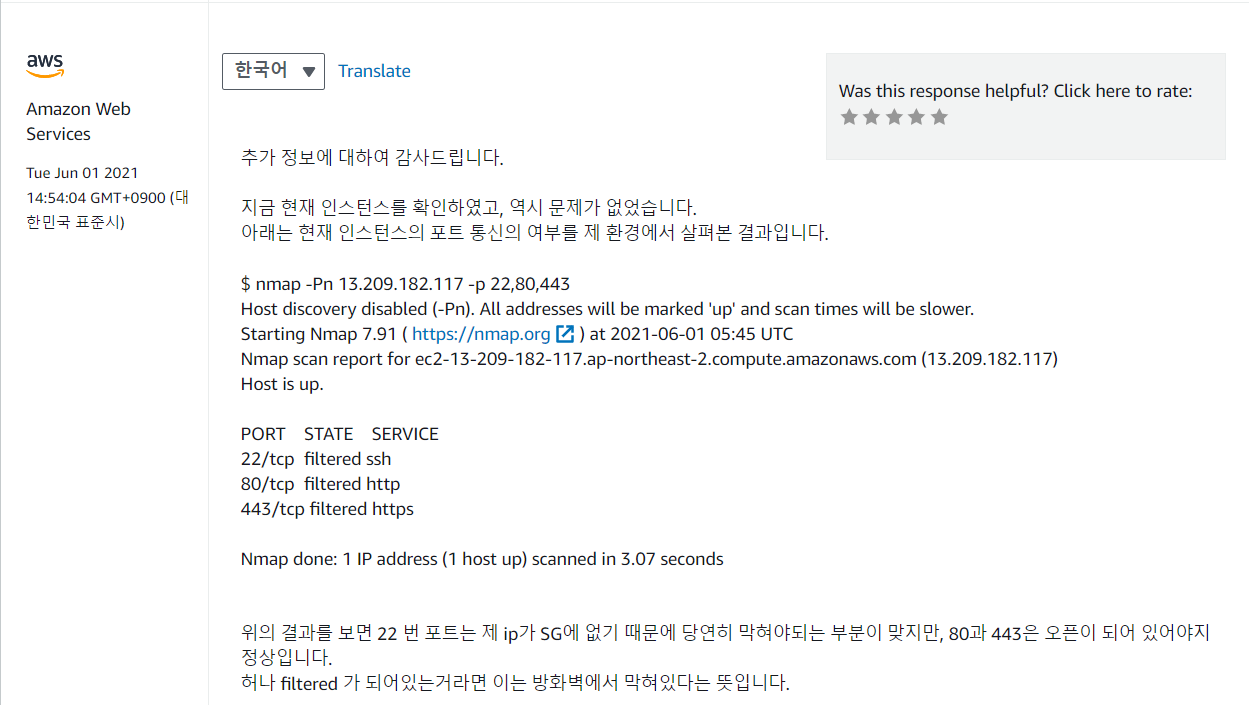 aws
Amazon Web
Services
Tue Jun 01 2021
14:54:04 GMT+0900 (대
한민국 표준시)
한국어 ▼ Translate
Was this response helpful? Click here to rate:
★★★★★
추가 정보에 대하여 감사드립니다.
지금 현재 인스턴스를 확인하였고, 역시 문제가 없었습니다.
아래는 현재 인스턴스의 포트 통신의 여부를 제 환경에서 살펴본 결과입니다.
$ nmap -Pn 13.209.182.117 -p 22,80,443
Host discovery disabled (-Pn). All addresses will be marked 'up' and scan times will be slower.
Starting Nmap 7.91 ( https://nmap.org ) at 2021-06-01 05:45 UTC
Nmap scan report for ec2-13-209-182-117.ap-northeast-2.compute.amazonaws.com (13.209.182.117)
Host is up.
PORT STATE SERVICE
22/tcp filtered ssh
80/tcp filtered http
443/tcp filtered https
Nmap done: 1 IP address (1 host up) scanned in 3.07 seconds
위의 결과를 보면 22 번 포트는 제 ip가 SG에 없기 때문에 당연히 막혀야되는 부분이 맞지만, 80과 443은 오픈이 되어 있어야지
정상입니다.
허나 filtered 가 되어있는거라면 이는 방화벽에서 막혀있다는 뜻입니다.